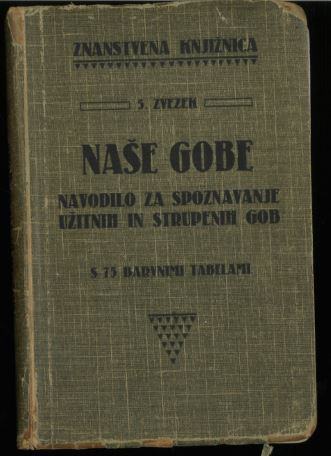 ZNANSTVENA KNJIŽNICA
5. ZVEZEK
NAŠE GOBE
NAVODILO ZA SPOZNAVANJE
UŽITNIH IN STRUPENIH GOB
S 75 BARVNIMI TABELAMI